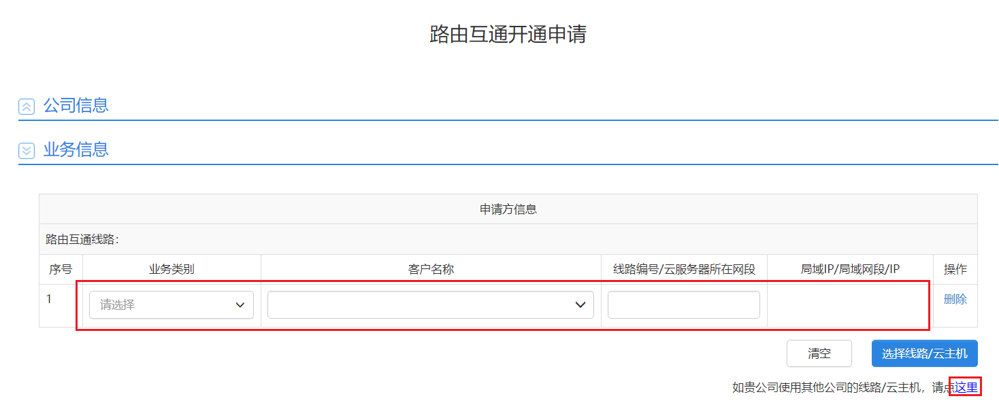 路由互通开通申请
公司信息
业务信息
申请方信息
路由互通线路：
序号 业务类别 客户名称 线路编号/云服务器所在网段 局域IP/局域网段/IP 操作
1 请选择 删除
清空 选择线路/云主机
如贵公司使用其他公司的线路/云主机，请点这里